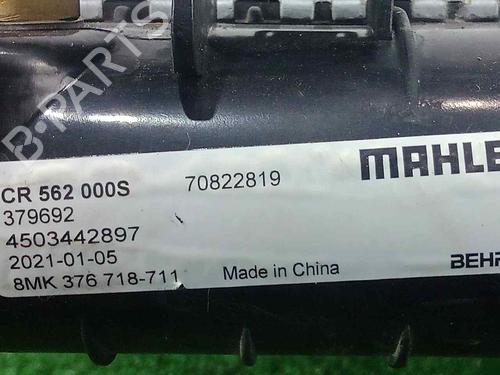 B-PARTS
CR 562 000S
70822819
MAHLE
379692
4503442897
2021-01-05
8MK 376 718-711
Made in China
BEHR